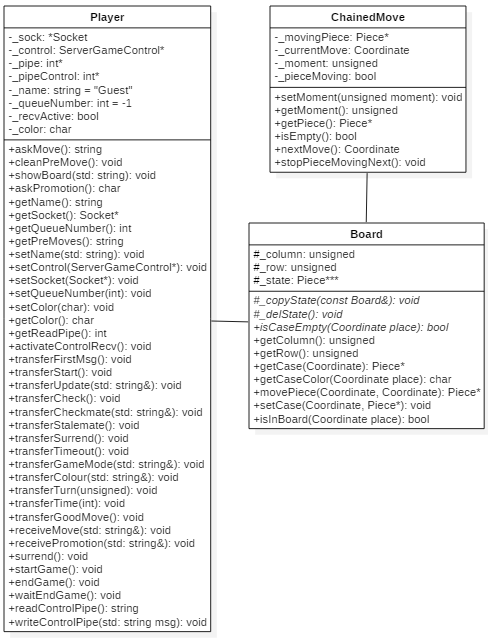 Player
-_sock: *Socket
-_control: ServerGameControl*
-_pipe: int*
-_pipeControl: int*
-_name: string = "Guest"
-_queueNumber: int = -1
-_recvActive: bool
-_color: char
+askMove(): string
+cleanPreMove(): void
+showBoard(std: string): void
+askPromotion(): char
+getName(): string
+getSocket(): Socket*
+getQueueNumber(): int
+getPreMoves(): string
+setName(std: string): void
+setControl(ServerGameControl*): void
+setSocket(Socket*): void
+setQueueNumber(int): void
+setColor(char): void
+getColor(): char
+getReadPipe(): int
+activateControlRecv(): void
+transferFirstMsg(): void
+transferStart(): void
+transferUpdate(std: string&): void
+transferCheck(): void
+transferCheckmate(std: string&): void
+transferStalemate(): void
+transferSurrend(): void
+transferTimeout(): void
+transferGameMode(std: string&): void
+transferColour(std: string&): void
+transferTurn(unsigned): void
+transferTime(int): void
+transferGoodMove(): void
+receiveMove(std: string&): void
+receivePromotion(std: string&): void
+surrend(): void
+startGame(): void
+endGame(): void
+waitEndGame(): void
+readControlPipe(): string
+writeControlPipe(std: string msg): void
ChainedMove
-_movingPiece: Piece*
-_currentMove: Coordinate
-_moment: unsigned
-_pieceMoving: bool
+setMoment(unsigned moment): void
+getMoment(): unsigned
+getPiece(): Piece*
+isEmpty(): bool
+nextMove(): Coordinate
+stopPieceMovingNext(): void
Board
#_column: unsigned
#_row: unsigned
#_state: Piece***
#_copyState(const Board&): void
#_delState(): void
+isCaseEmpty(Coordinate place): bool
+getColumn(): unsigned
+getRow(): unsigned
+getCase(Coordinate): Piece*
+getCaseColor(Coordinate place): char
+movePiece(Coordinate, Coordinate): Piece*
+setCase(Coordinate, Piece*): void
+isInBoard(Coordinate place): bool